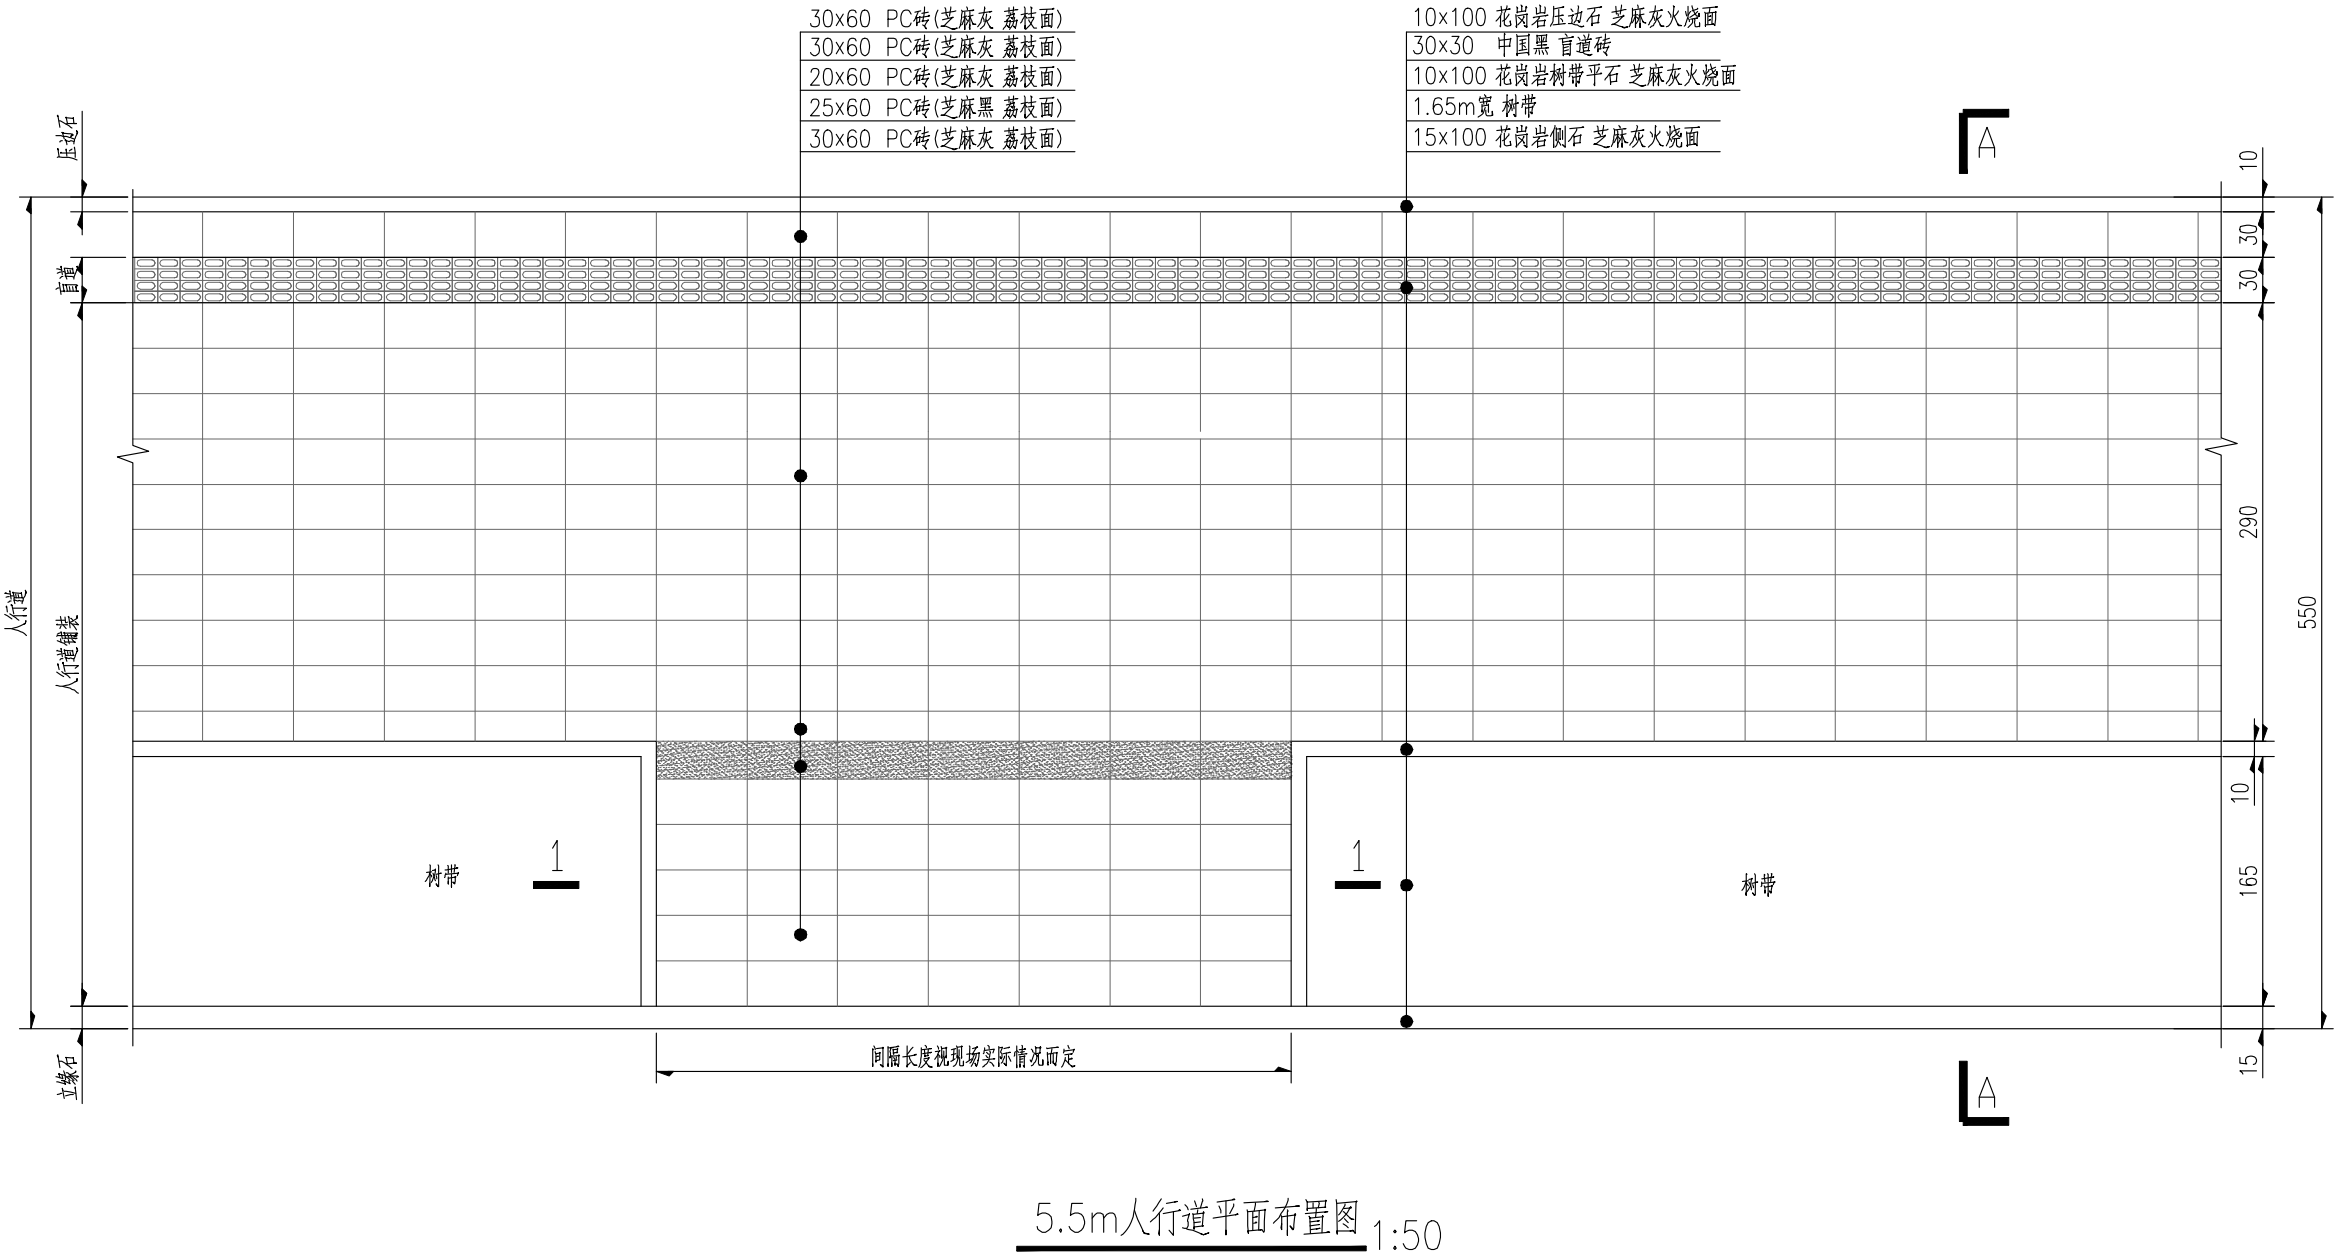 30x60 PC砖(芝麻灰 荔枝面)
30x60 PC砖(芝麻灰 荔枝面)
20x60 PC砖(芝麻灰 荔枝面)
25x60 PC砖(芝麻黑 荔枝面)
30x60 PC砖(芝麻灰 荔枝面)
10x100 花岗岩压边石 芝麻灰火烧面
30x30 中国黑 盲道砖
10x100 花岗岩树带平石 芝麻灰火烧面
1.65m宽 树带
15x100 花岗岩侧石 芝麻灰火烧面
A
压边石
盲道
人行道
人行道铺装
立缘石
10
30
30
290
550
10
165
15
树带
1
1
树带
间隔长度视现场实际情况而定
A
5.5m人行道平面布置图 1:50